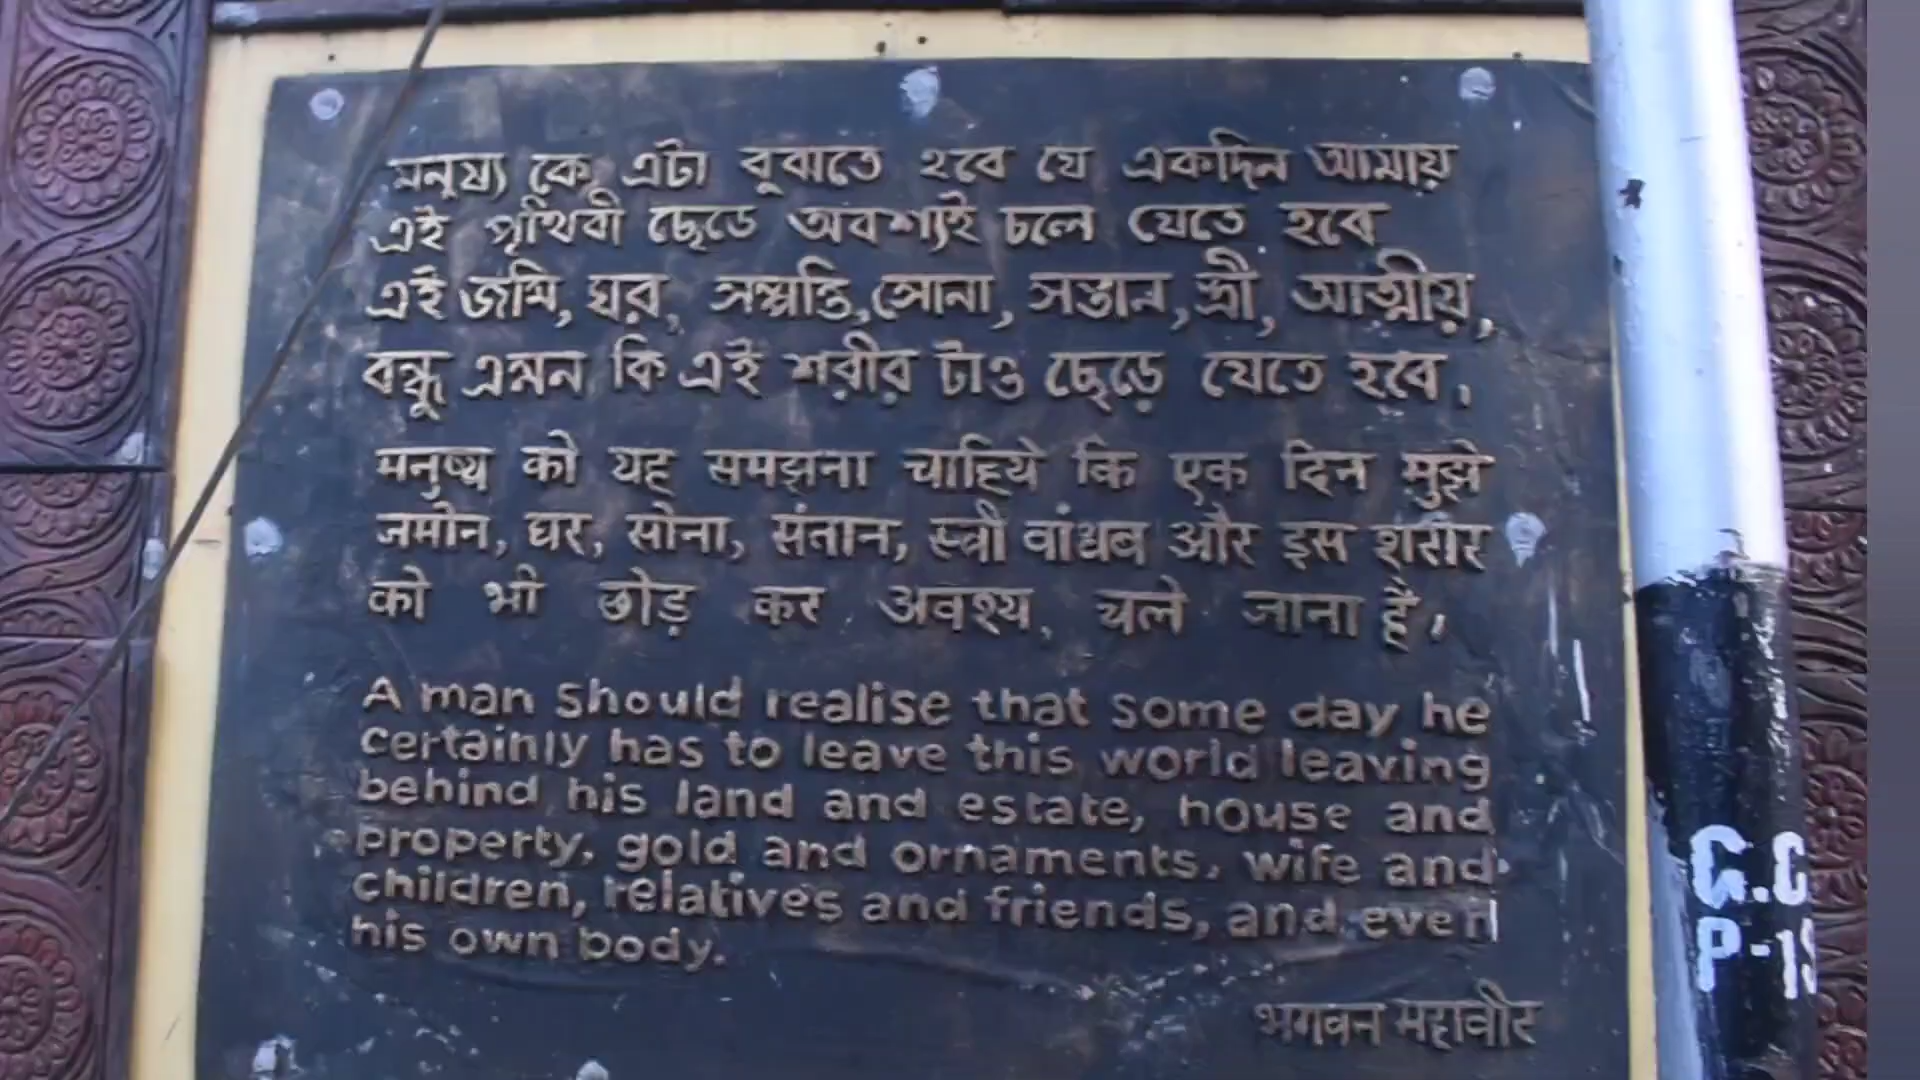 মনুষ্য কে এটা বুঝতে হবে যে একদিন আমায়
এই পৃথিবী ছেডে অবশ্যই চলে যেতে হবে
এই জমি, ঘর, সম্পত্তি, সোনা, সন্তান, স্ত্রী, আত্মীয়,
বন্ধু এমন কি এই শরীর টাও ছেড়ে যেতে হবে।
मनुष्य को यह समझना चाहिये कि एक दिन मुझे
जमीन, घर, सोना, संतान, स्त्री वांधब और इस शरीर
को भी छोड़ कर अवश्य चले जाना है।
A man should realise that some day he
certainly has to leave this world leaving
behind his land and estate, house and
property, gold and ornaments, wife and
children, relatives and friends, and even
his own body.
भगवन महावीर
G.C
P-1